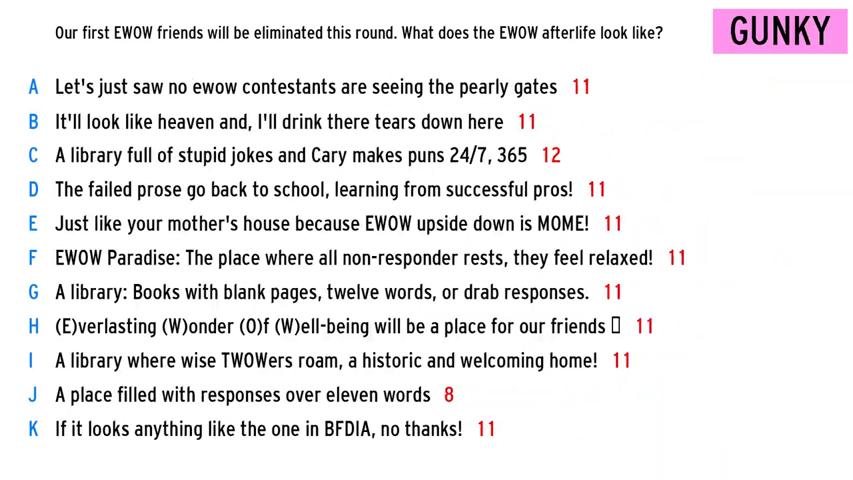 Our first EWOW friends will be eliminated this round. What does the EWOW afterlife look like?
GUNKY
A Let's just saw no ewow contestants are seeing the pearly gates 11
B It'll look like heaven and, I'll drink there tears down here 11
C A library full of stupid jokes and Cary makes puns 24/7, 365 12
D The failed prose go back to school, learning from successful pros! 11
E Just like your mother's house because EWOW upside down is MOME! 11
F EWOW Paradise: The place where all non-responder rests, they feel relaxed! 11
G A library: Books with blank pages, twelve words, or drab responses. 11
H (E)verlasting (W)onder (O)f (W)ell-being will be a place for our friends ▯ 11
I A library where wise TWOWers roam, a historic and welcoming home! 11
J A place filled with responses over eleven words 8
K If it looks anything like the one in BFDIA, no thanks! 11